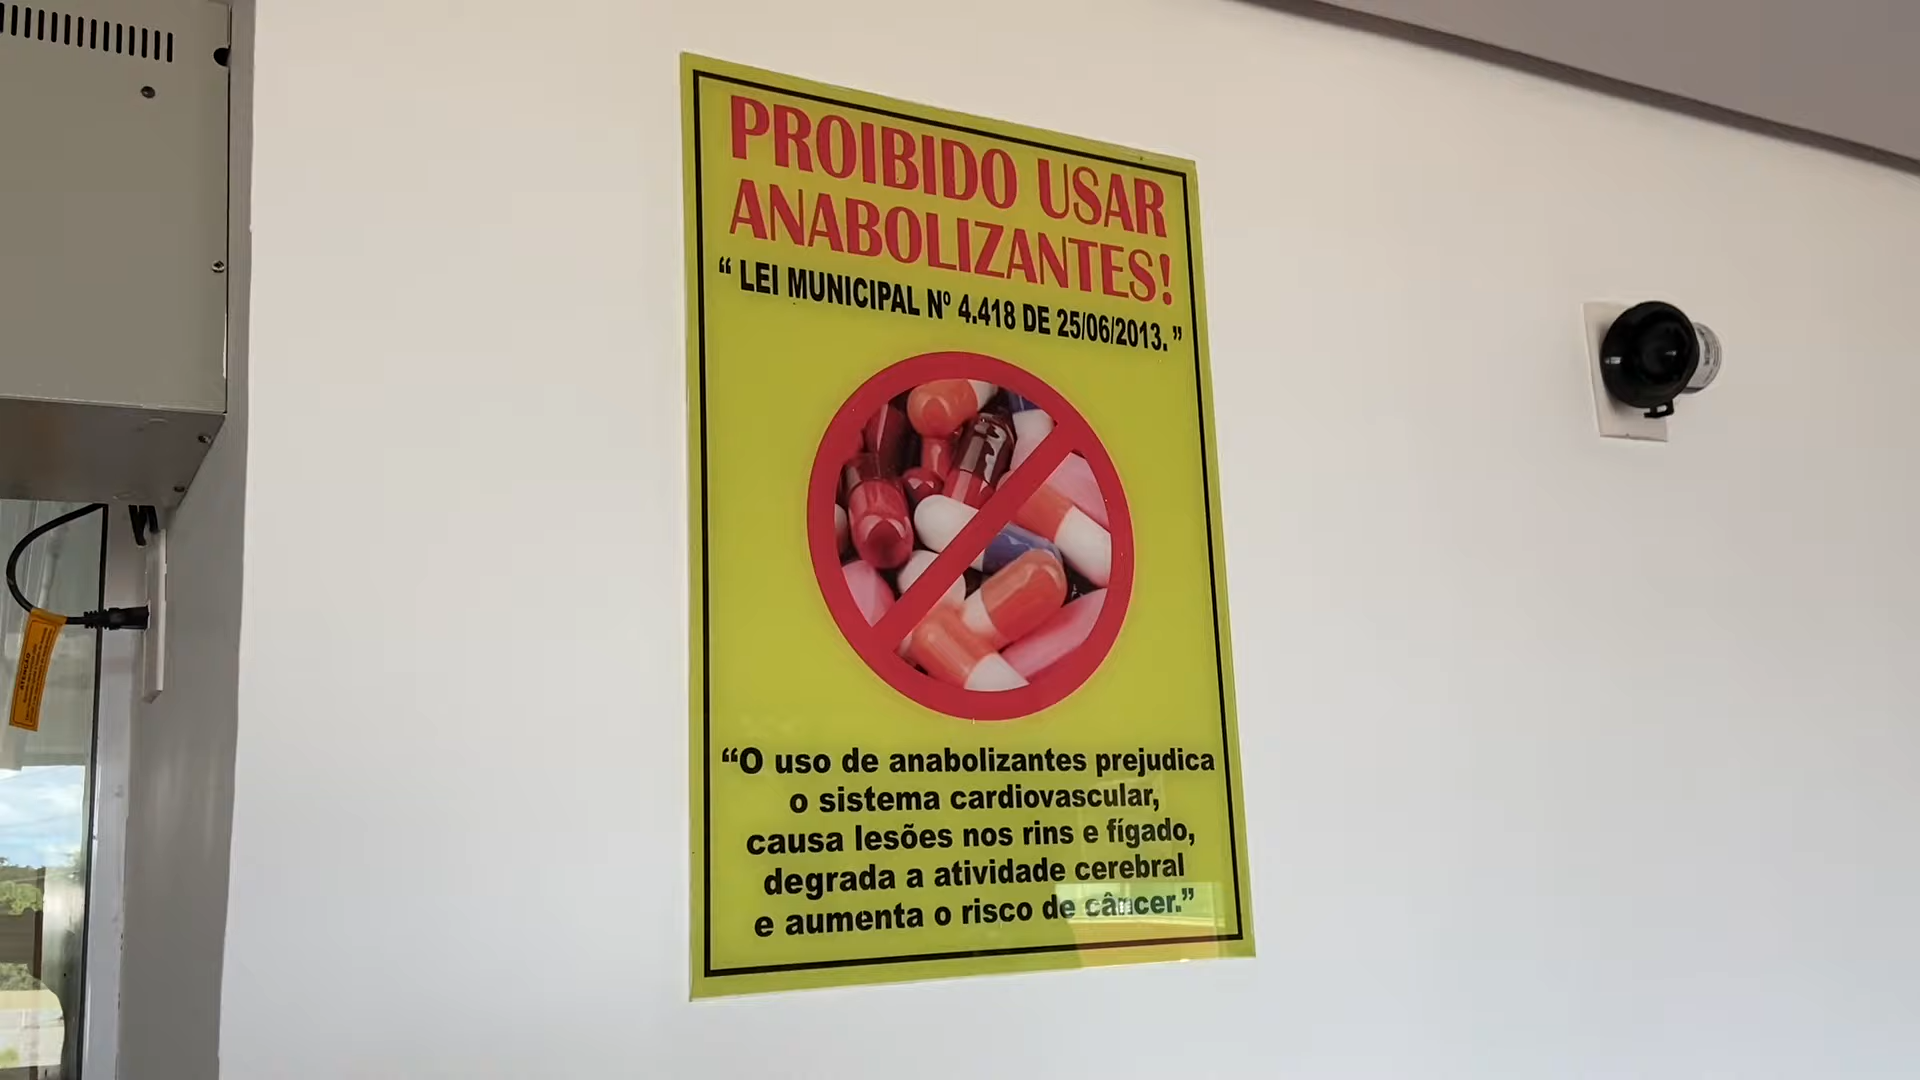 PROIBIDO USAR
ANABOLIZANTES!
“ LEI MUNICIPAL Nº 4.418 DE 25/06/2013. ”
“O uso de anabolizantes prejudica
o sistema cardiovascular,
causa lesões nos rins e fígado,
degrada a atividade cerebral
e aumenta o risco de câncer.”
ATENÇÃO